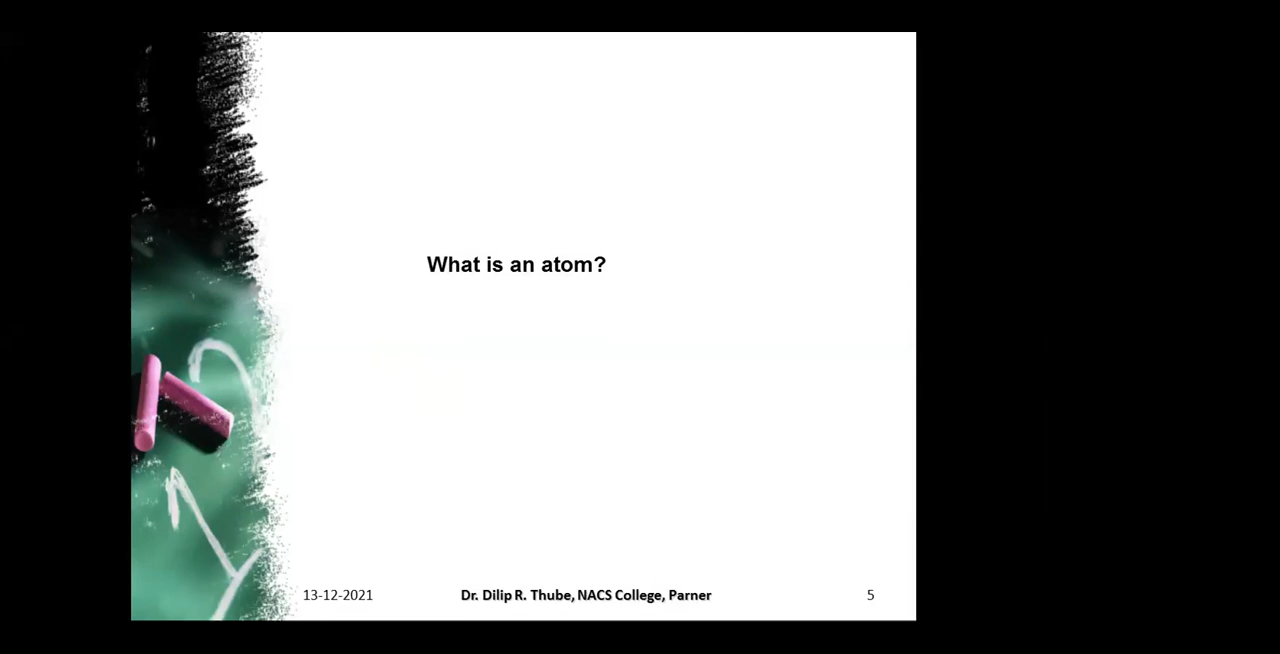 What is an atom?
13-12-2021 Dr. Dilip R. Thube, NACS College, Parner 5